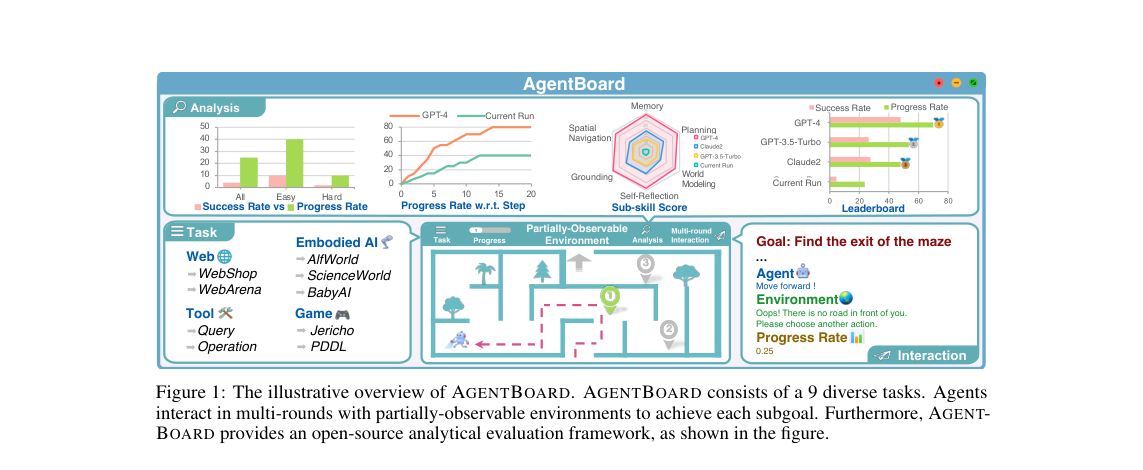 AgentBoard
Analysis
50
40
30
20
10
0
All
Easy
Hard
Success Rate vs Progress Rate
GPT-4
Current Run
80
60
40
20
0
0
5
10
15
20
Progress Rate w.r.t. Step
Memory
Spatial
Navigation
Planning
GPT-4
Claude2
GPT-3.5-Turbo
Current Run
Grounding
World
Modeling
Self-Reflection
Sub-skill Score
Success Rate
Progress Rate
GPT-4
GPT-3.5-Turbo
Claude2
Current Run
0
20
40
60
80
Leaderboard
Task
Web
WebShop
WebArena
Tool
Query
Operation
Embodied AI
AlfWorld
ScienceWorld
BabyAI
Game
Jericho
PDDL
Task
Progress
Partially-Observable
Environment
Analysis
Multi-round
Interaction
1
2
3
Goal: Find the exit of the maze
...
Agent
Move forward !
Environment
Oops! There is no road in front of you.
Please choose another action.
Progress Rate
0.25
Interaction
Figure 1: The illustrative overview of AGENTBOARD. AGENTBOARD consists of a 9 diverse tasks. Agents
interact in multi-rounds with partially-observable environments to achieve each subgoal. Furthermore, AGENT-
BOARD provides an open-source analytical evaluation framework, as shown in the figure.